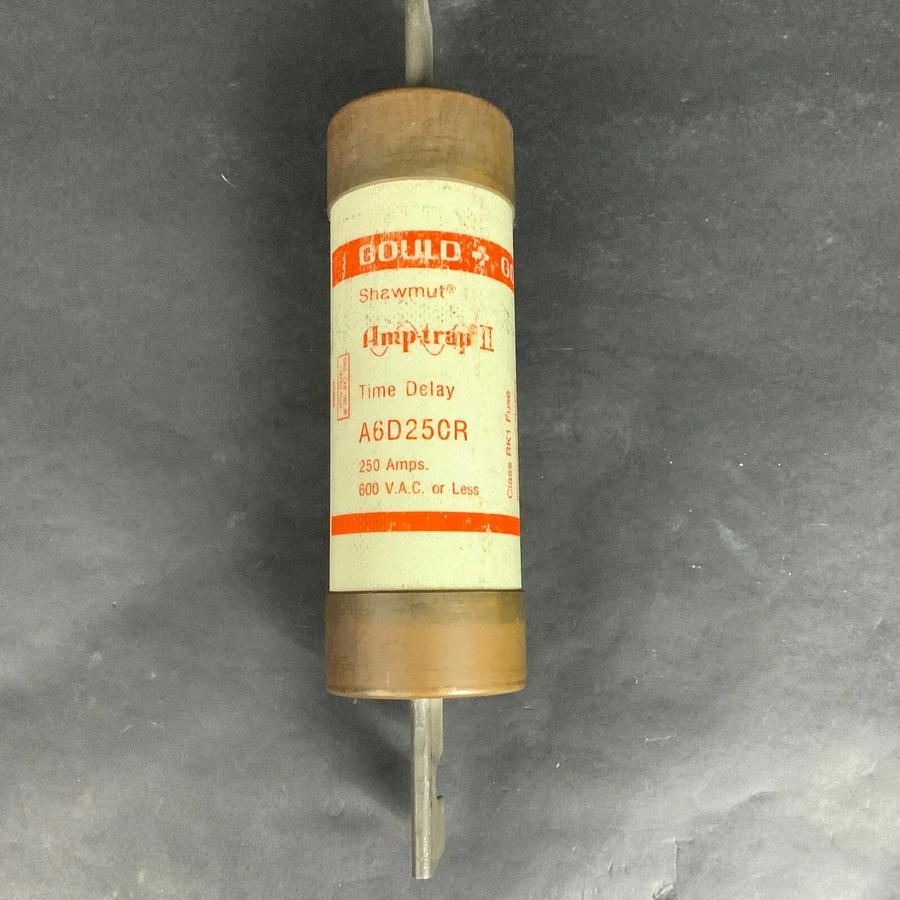 GOULD
Shawmut®
Amp-trap® II
Time Delay
A6D250R
250 Amps.
600 V.A.C. or Less
Class RK1 Fuse